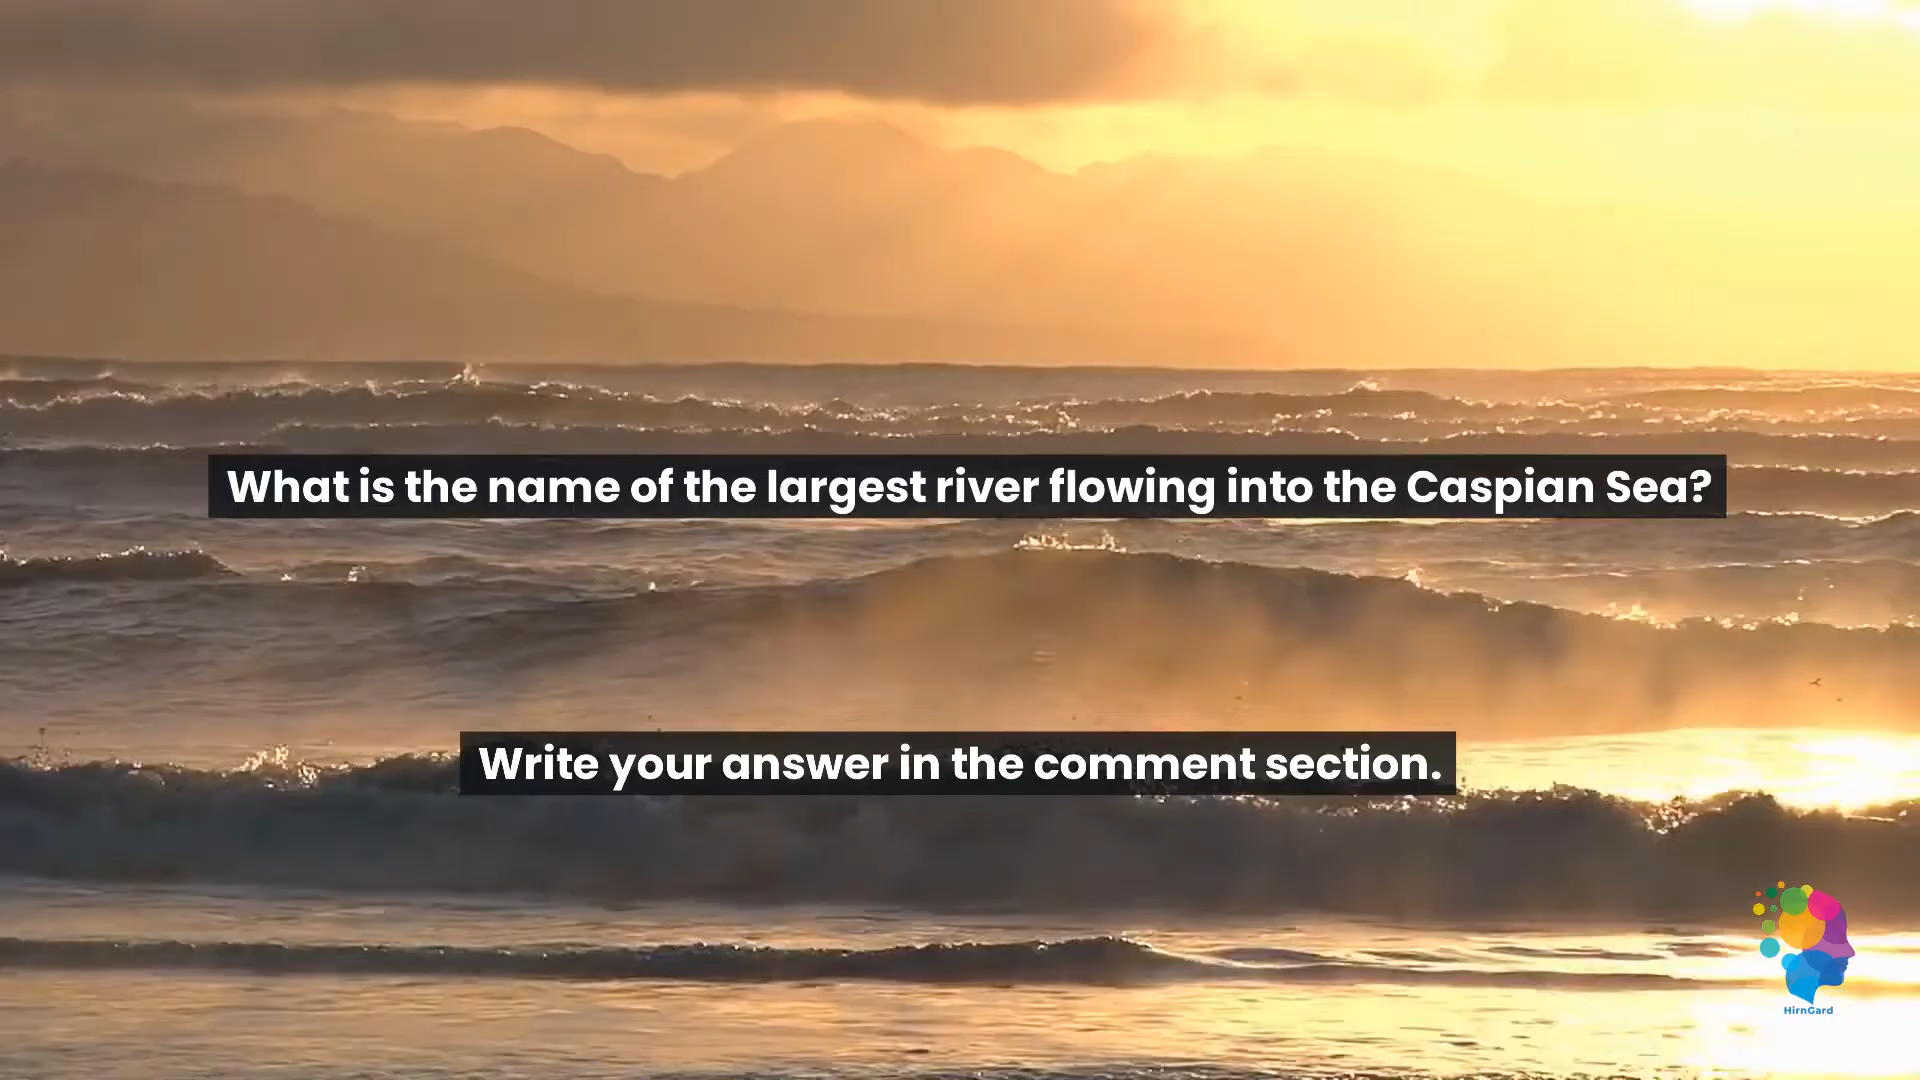 What is the name of the largest river flowing into the Caspian Sea?
Write your answer in the comment section.
HirnGard